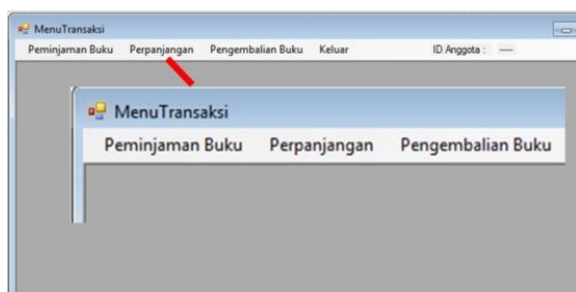 MenuTransaksi
Peminjaman Buku Perpanjangan Pengembalian Buku Keluar ID Anggota : ----
MenuTransaksi
Peminjaman Buku Perpanjangan Pengembalian Buku